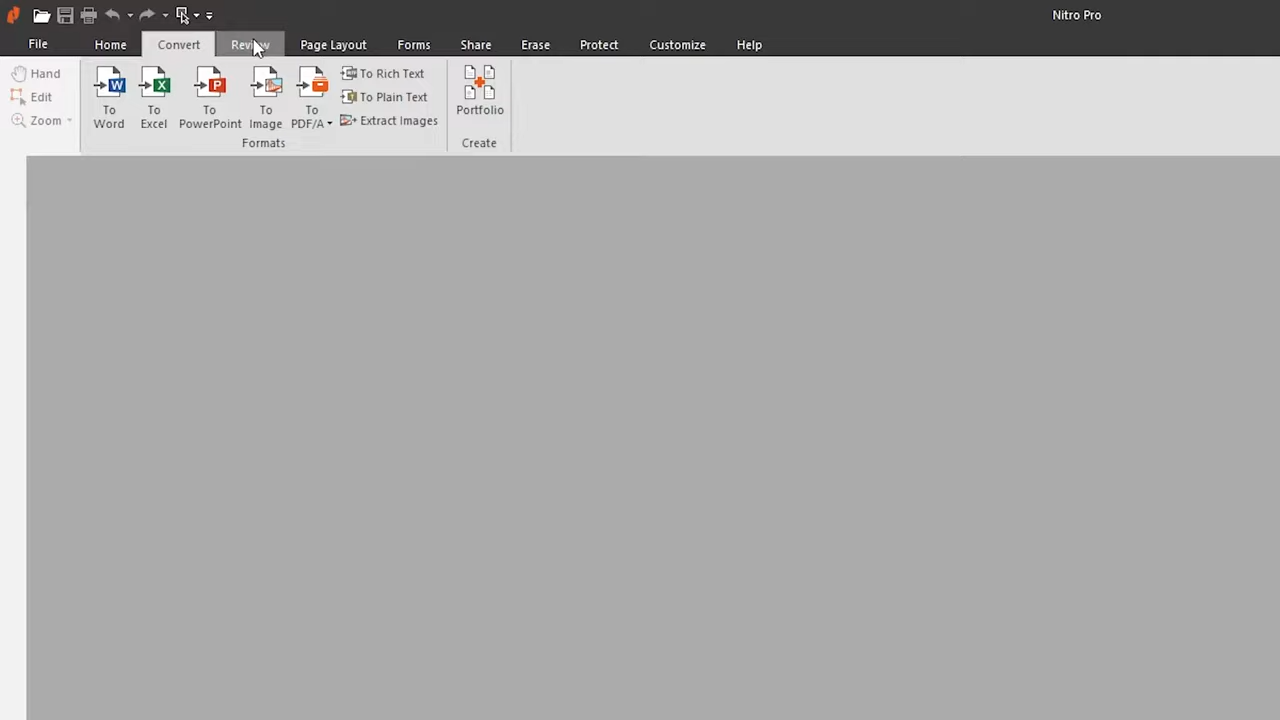 Nitro Pro
File Home Convert Review Page Layout Forms Share Erase Protect Customize Help
Hand
Edit
Zoom
To Word
To Excel
To PowerPoint
To Image
To PDF/A
To Rich Text
To Plain Text
Extract Images
Formats
Portfolio
Create